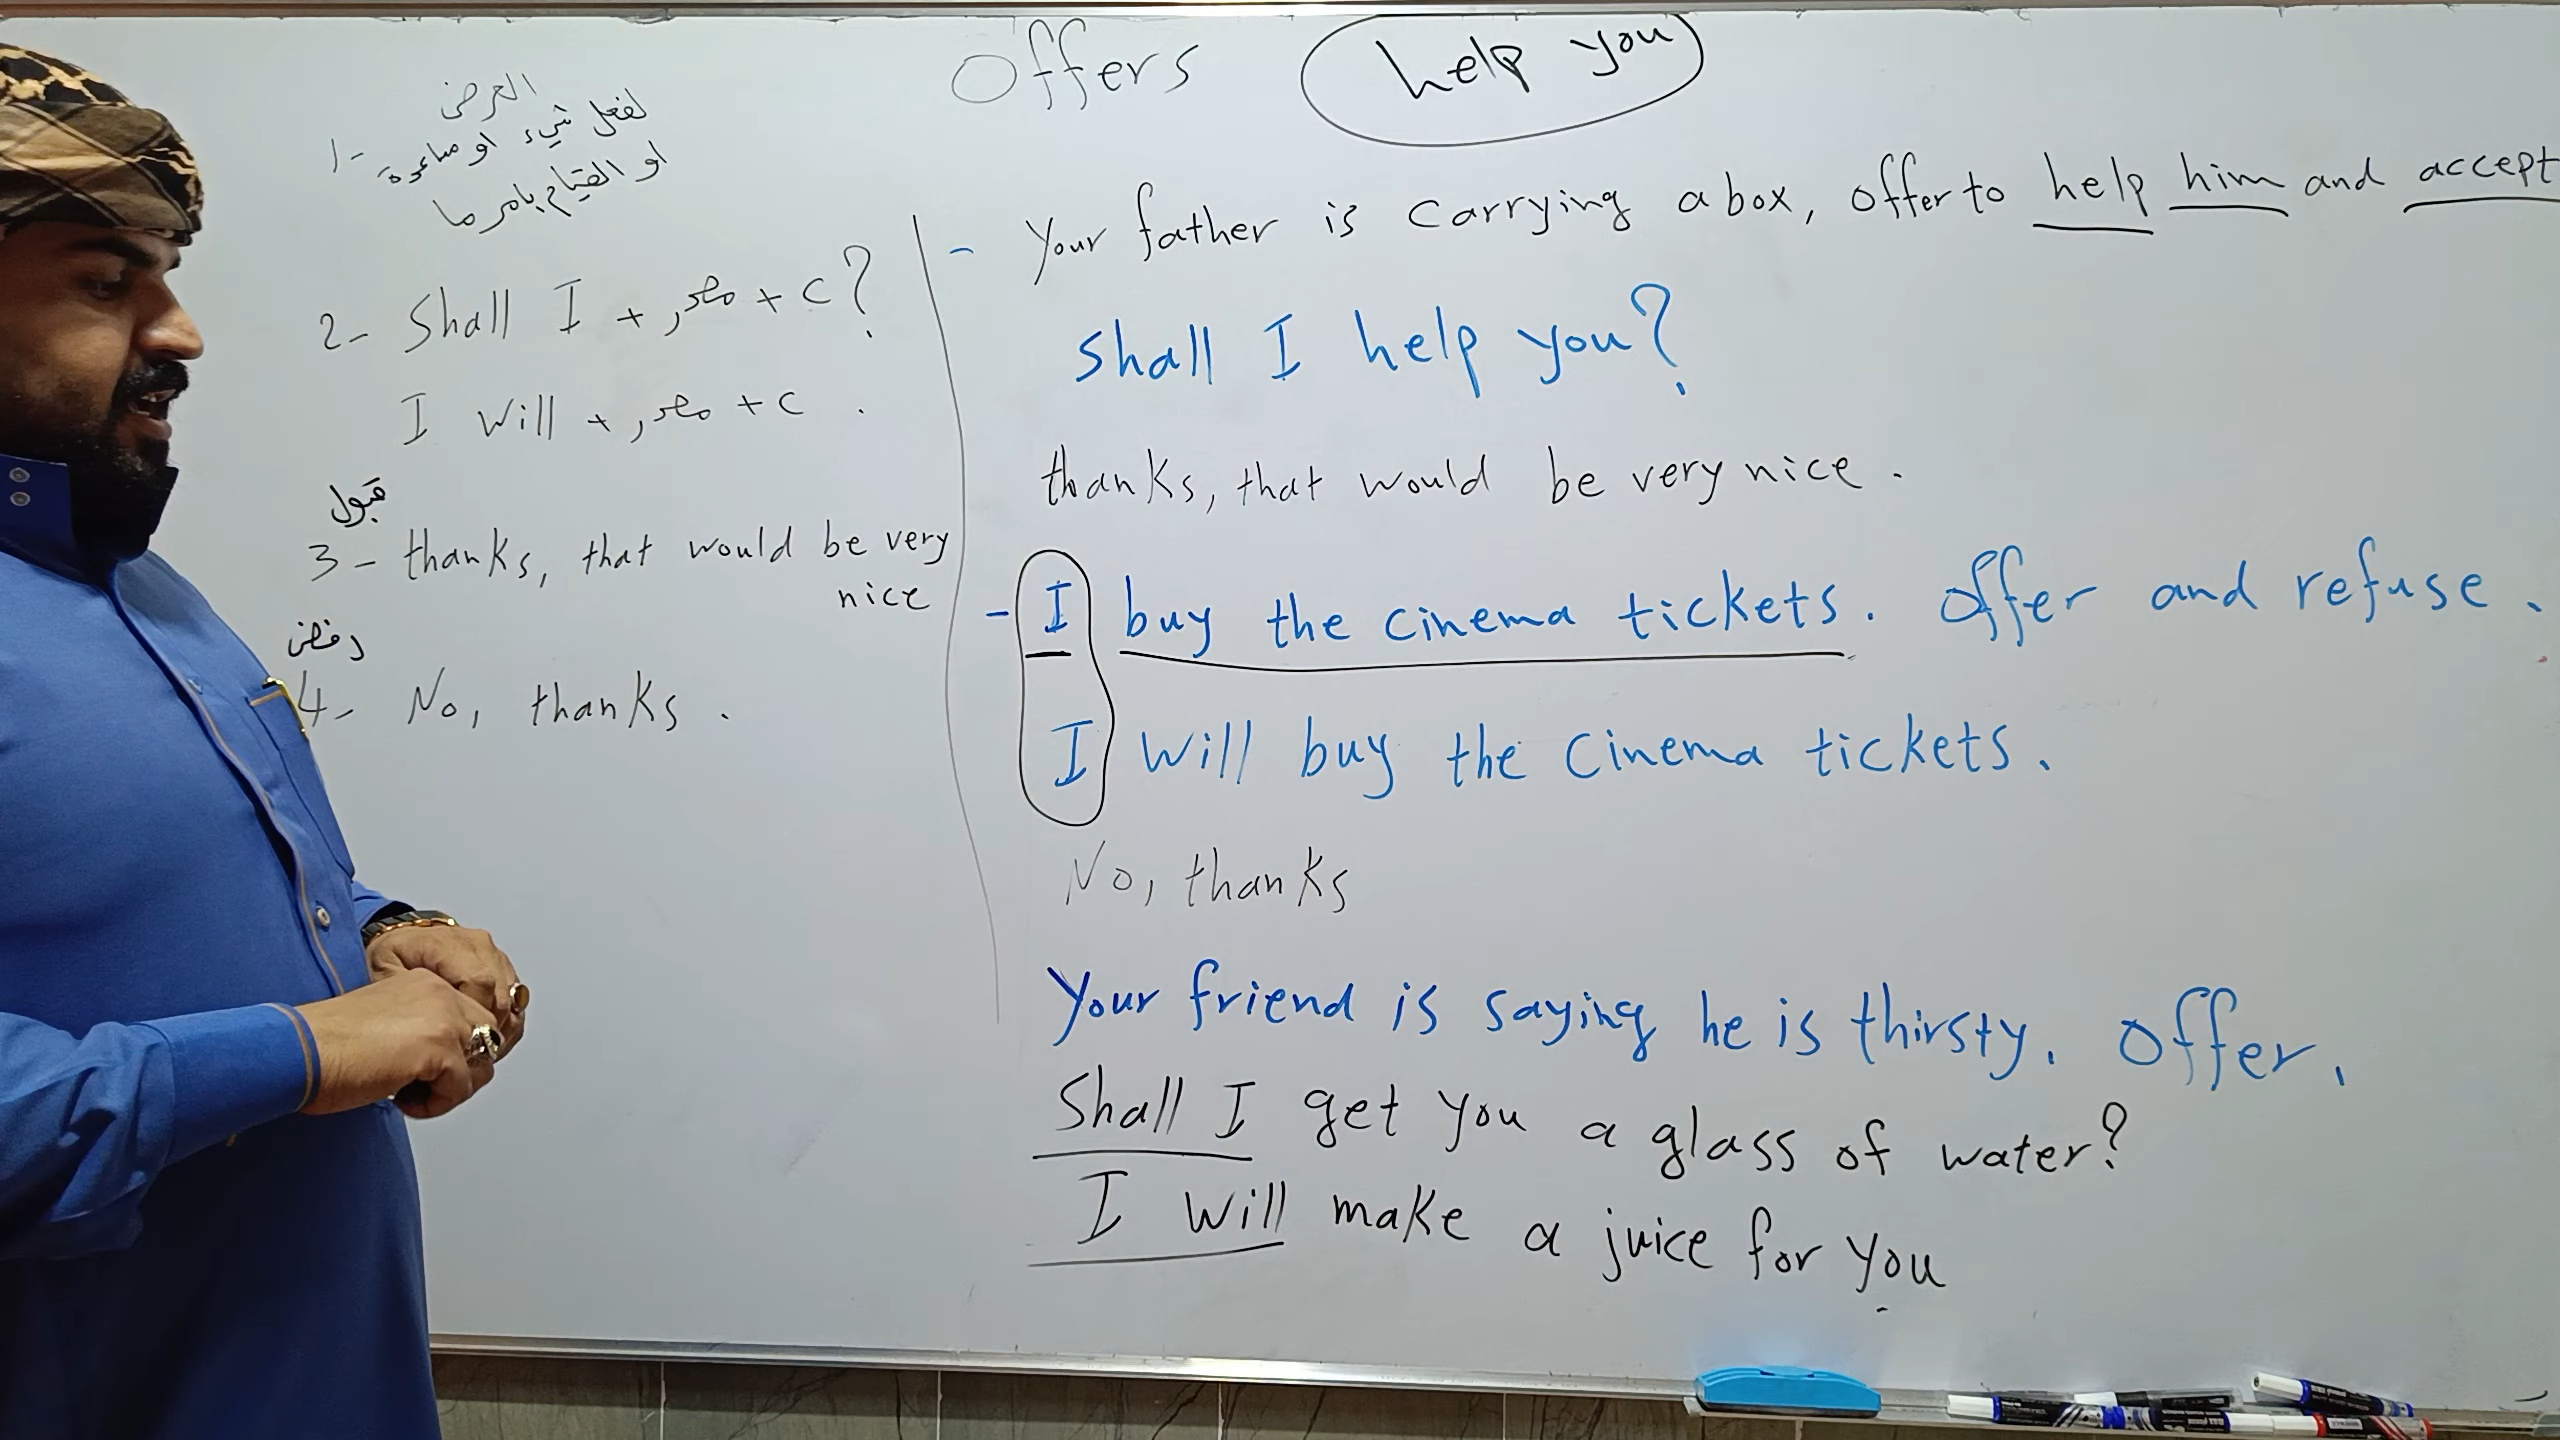 Offers
help you
العرض
1- لفعل شيء او مساعدة
او القيام بامر ما
2- Shall I + مصدر + c?
I will + مصدر + c .
قبول
3- thanks, that would be very
nice
رفض
4- No, thanks .
- Your father is carrying a box, offer to help him and accept
shall I help you?
thanks, that would be very nice .
- I buy the cinema tickets. offer and refuse .
I will buy the cinema tickets .
No, thanks
Your friend is saying he is thirsty. offer .
Shall I get you a glass of water?
I will make a juice for you